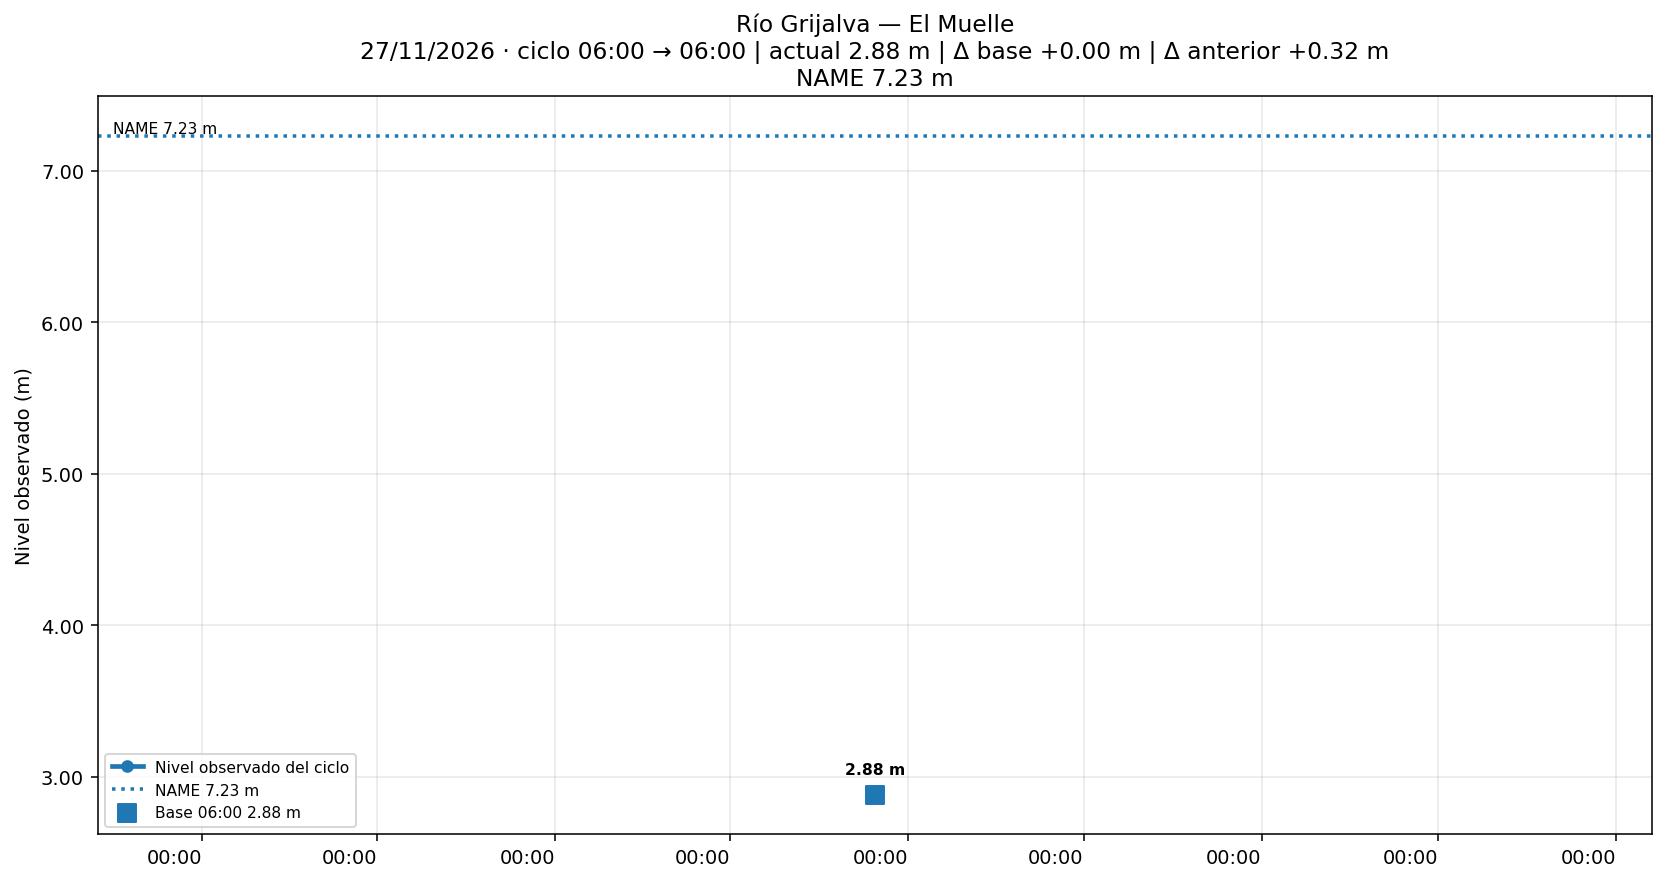 Río Grijalva — El Muelle
27/11/2026 · ciclo 06:00 → 06:00 | actual 2.88 m | Δ base +0.00 m | Δ anterior +0.32 m
NAME 7.23 m
NAME 7.23 m
7.00
6.00
5.00
4.00
3.00
Nivel observado (m)
2.88 m
Nivel observado del ciclo
NAME 7.23 m
Base 06:00 2.88 m
00:00 00:00 00:00 00:00 00:00 00:00 00:00 00:00 00:00